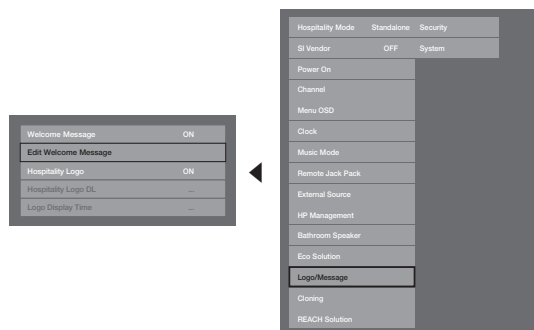 Welcome Message ON
Edit Welcome Message
Hospitality Logo ON
Hospitality Logo DL ...
Logo Display Time ...
Hospitality Mode Standalone Security
SI Vendor OFF System
Power On
Channel
Menu OSD
Clock
Music Mode
Remote Jack Pack
External Source
HP Management
Bathroom Speaker
Eco Solution
Logo/Message
Cloning
REACH Solution